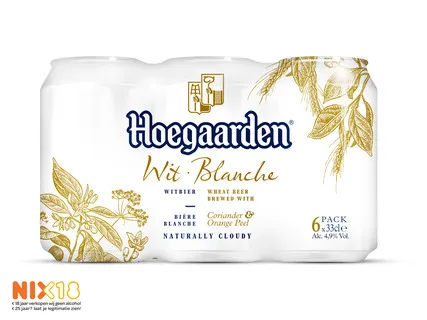 Hoegaarden®
Wit · Blanche
WITBIER
WHEAT BEER
BREWED WITH
BIÈRE
BLANCHE
Coriander &
Orange Peel
NATURALLY CLOUDY
6 PACK
x33cl e
Alc. 4,9% Vol.
NIX18
< 18 jaar verkopen wij geen alcohol
< 25 jaar? laat je legitimatie zien!